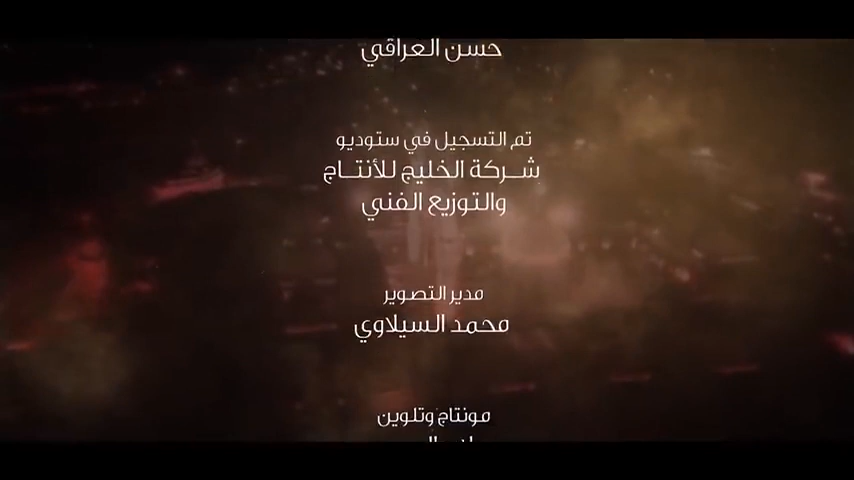 حسن العراقي
تم التسجيل في ستوديو
شـركة الخليج للأنتـاج
والتوزيع الفني
مدير التصوير
محمد السيلاوي
مونتاج وتلوين